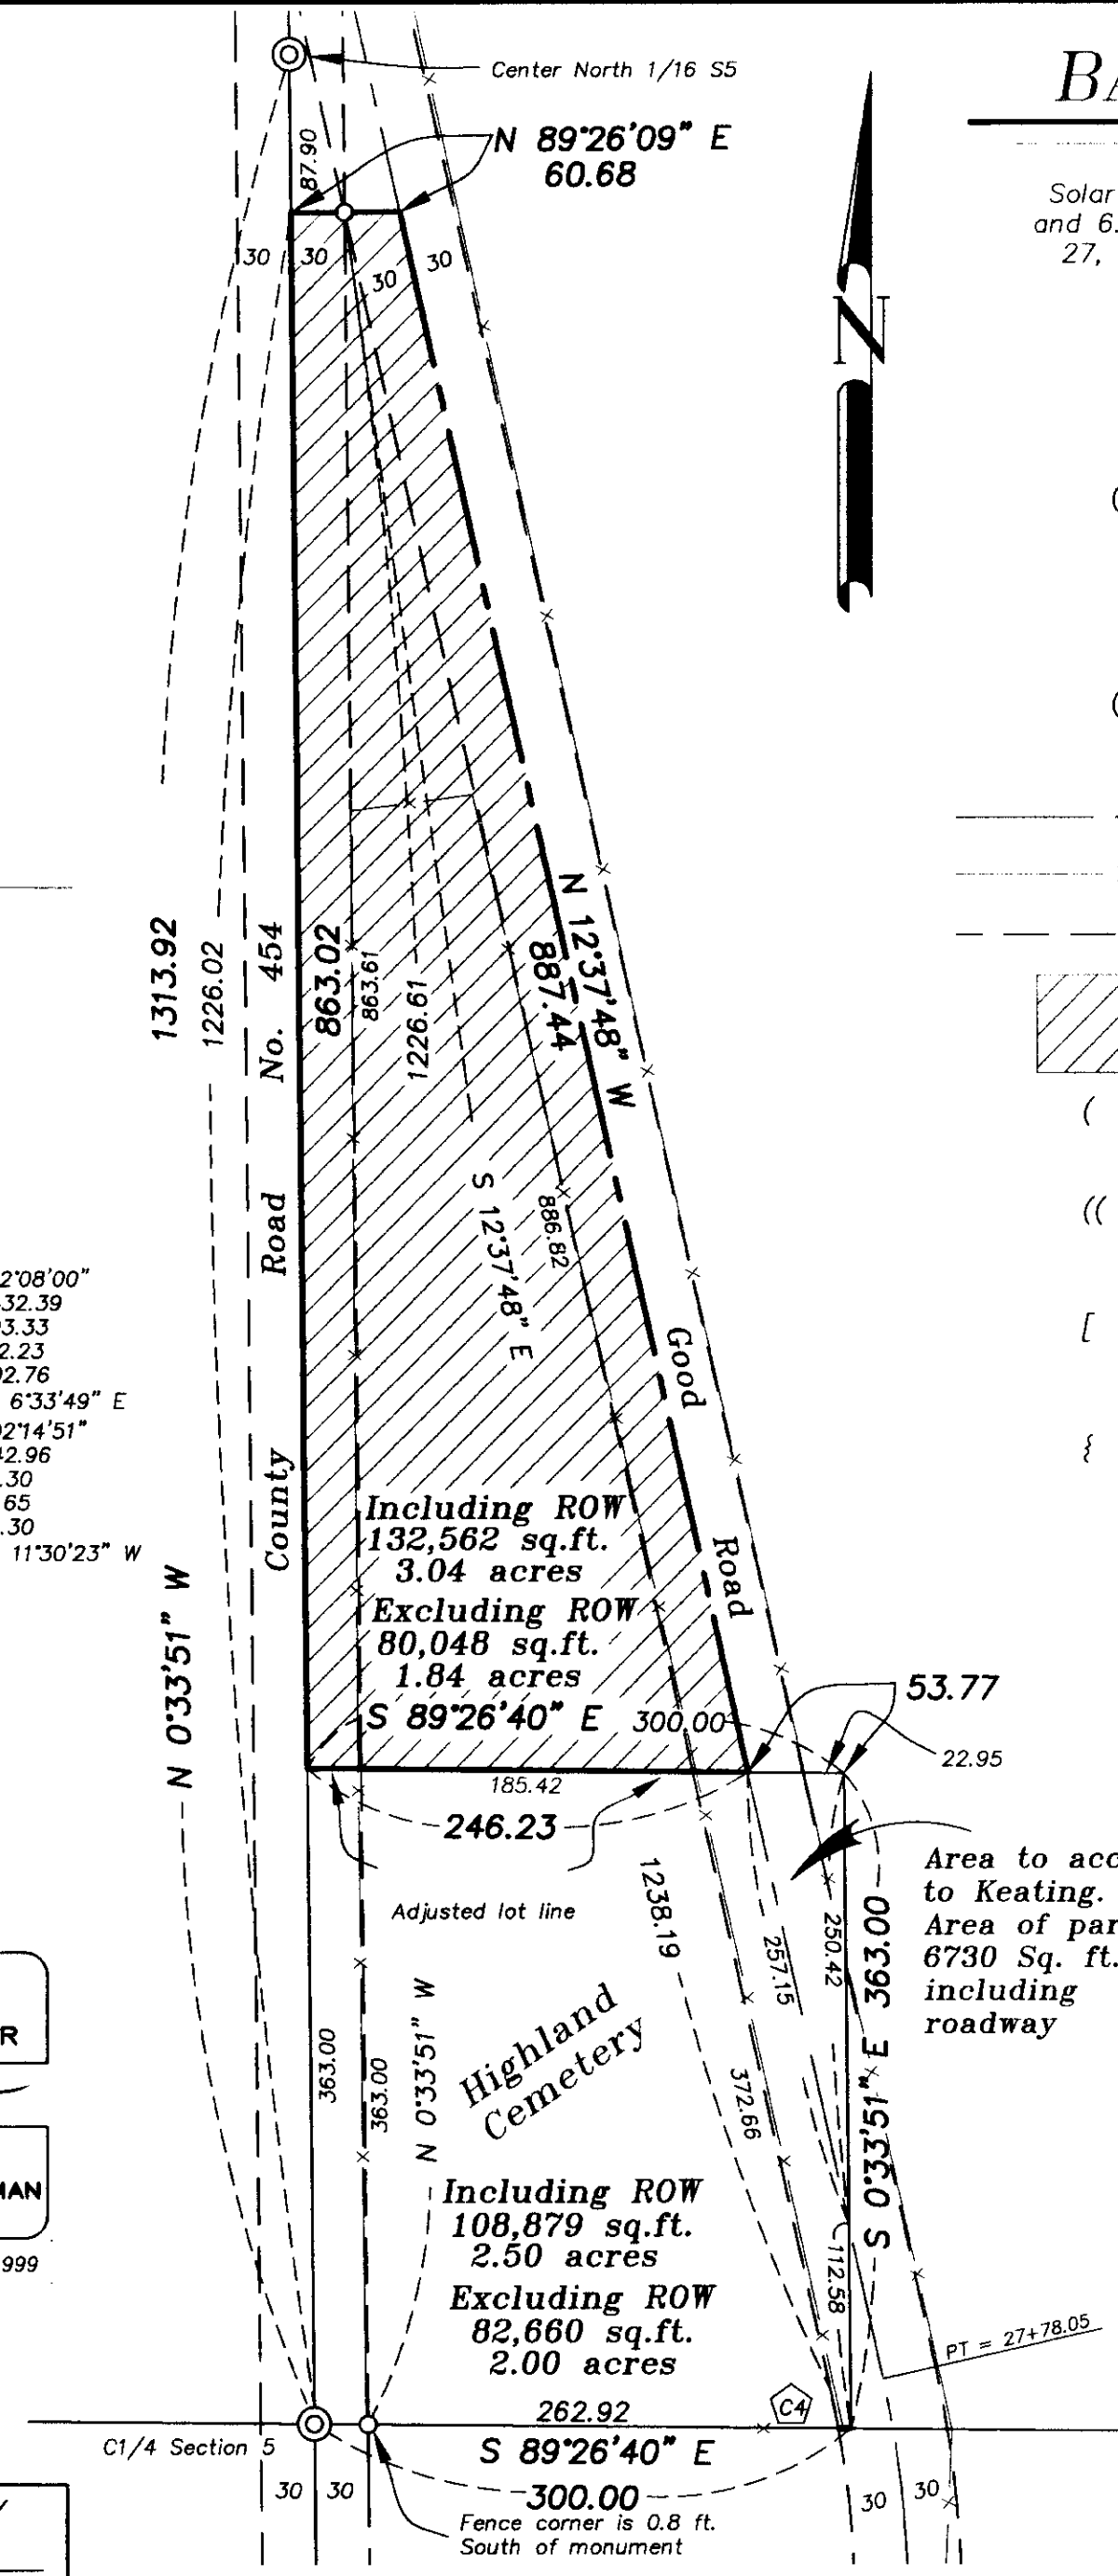 Center North 1/16 S5
BA
N 89°26'09" E
60.68
87.90
Solar
and 6.
27,
30
30
30
30
N
1313.92
1226.02
County Road No. 454
863.02
863.61
1226.61
N 12°37'48" W
887.44
S 12°37'48" E
886.82
Good Road
(
((
[
{
2°08'00"
32.39
3.33
2.23
92.76
6°33'49" E
02°14'51"
42.96
.30
65
.30
11°30'23" W
N 0°33'51" W
Including ROW
132,562 sq.ft.
3.04 acres
Excluding ROW
80,048 sq.ft.
1.84 acres
S 89°26'40" E
300.00
53.77
22.95
185.42
246.23
Adjusted lot line
Area to acc
to Keating.
Area of par
6730 Sq. ft.
including
roadway
1238.19
257.15
250.42
S 0°33'51" E 363.00
363.00
363.00
N 0°33'51" W
Highland
Cemetery
372.66
112.58
R
MAN
999
Including ROW
108,879 sq.ft.
2.50 acres
Excluding ROW
82,660 sq.ft.
2.00 acres
PT = 27+78.05
C4
262.92
C1/4 Section 5
S 89°26'40" E
300.00
30
30
30
30
Fence corner is 0.8 ft.
South of monument